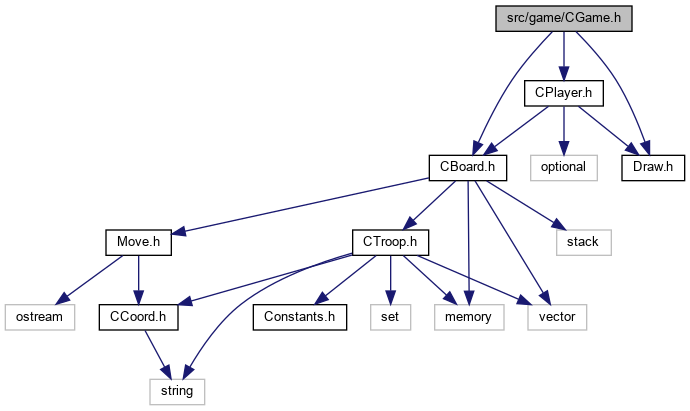 src/game/CGame.h
CPlayer.h
CBoard.h
optional
Draw.h
Move.h
CTroop.h
stack
ostream
CCoord.h
Constants.h
set
memory
vector
string